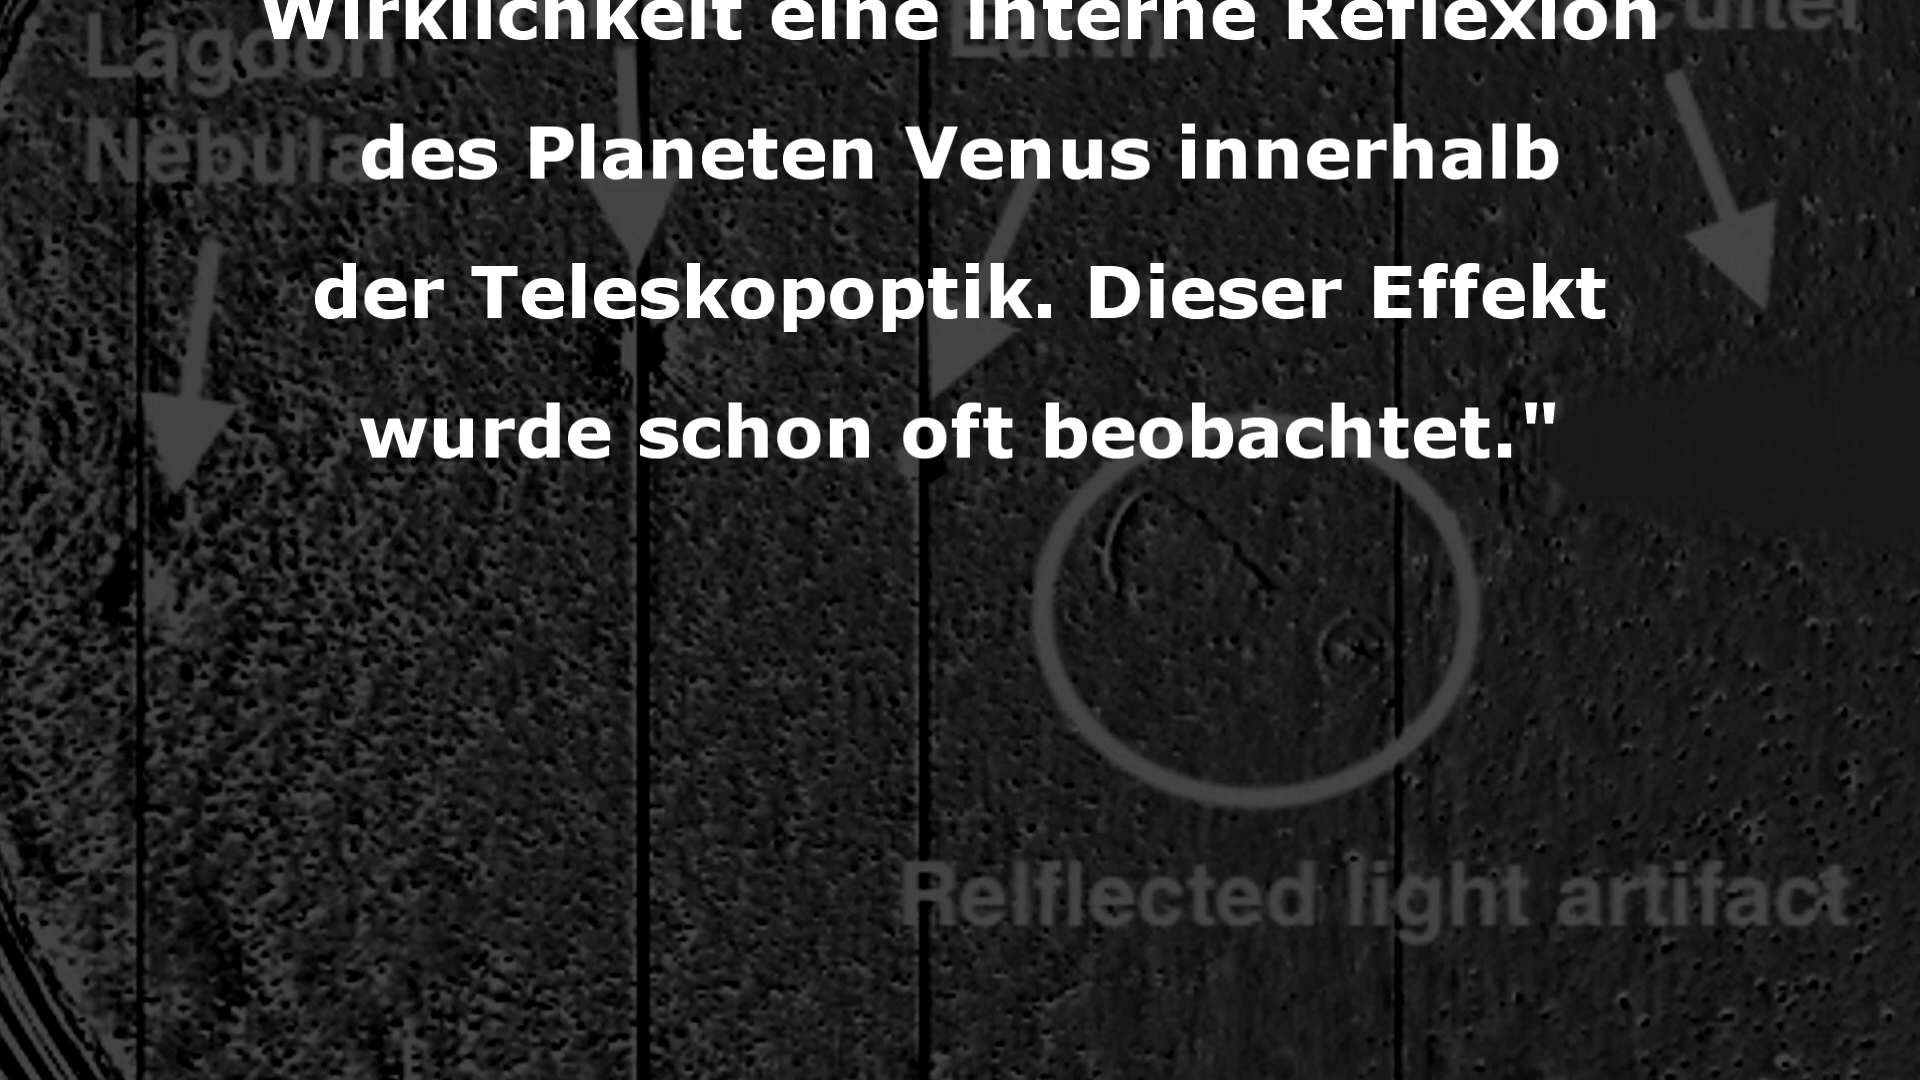 Wirklichkeit eine interne Reflexion
des Planeten Venus innerhalb
der Teleskopoptik. Dieser Effekt
wurde schon oft beobachtet."
Lagoon
Nebula
Earth
Relflected light artifact